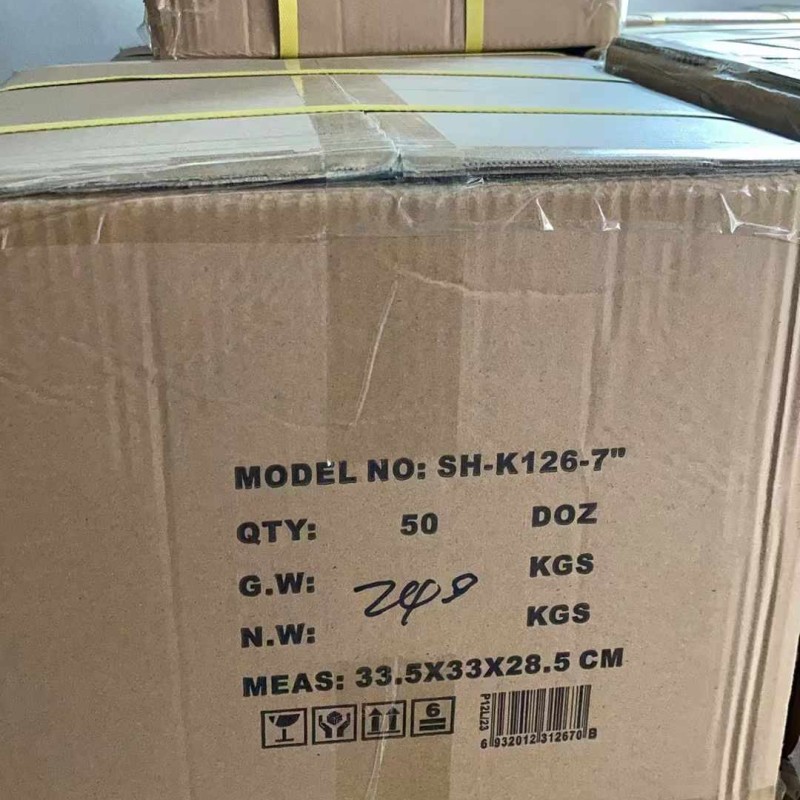 MODEL NO: SH-K126-7"
QTY: 50 DOZ
G.W: KGS
N.W: KGS
MEAS: 33.5X33X28.5 CM
6
P12LI23
6 932012 312670 B